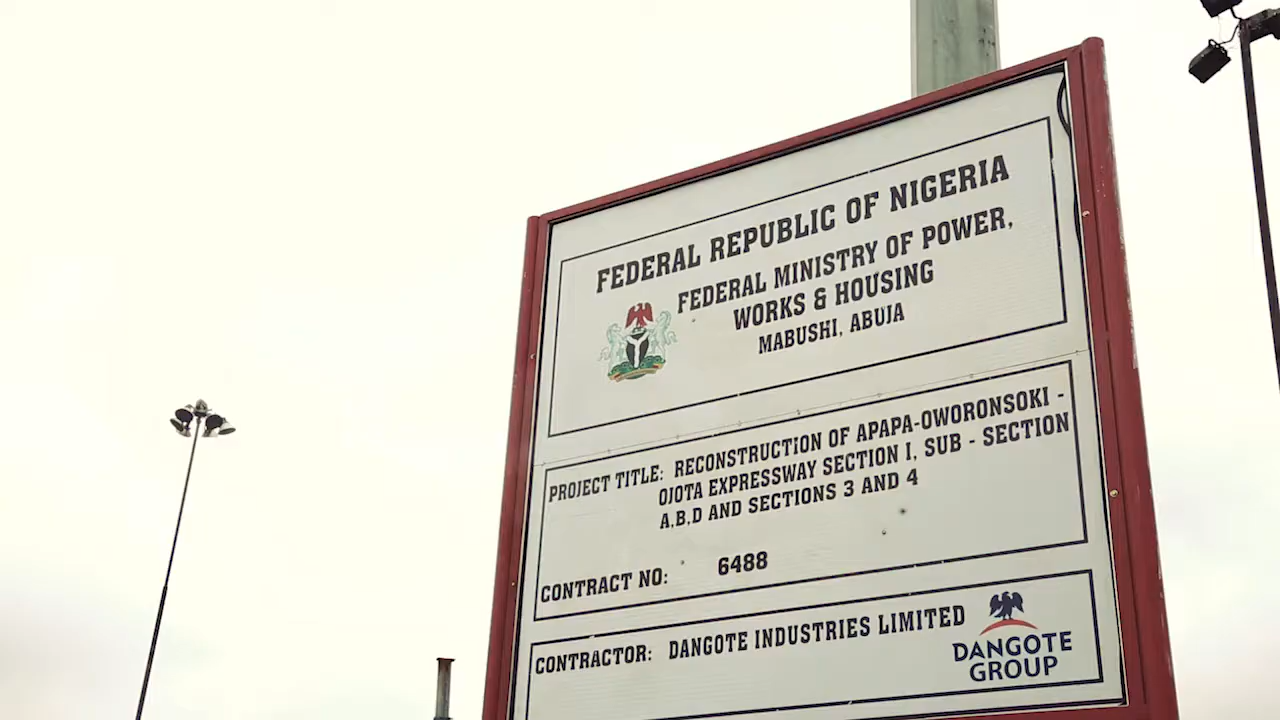 FEDERAL REPUBLIC OF NIGERIA
FEDERAL MINISTRY OF POWER,
WORKS & HOUSING
MABUSHI, ABUJA
PROJECT TITLE: RECONSTRUCTION OF APAPA-OWORONSOKI -
OJOTA EXPRESSWAY SECTION I, SUB - SECTION
A,B,D AND SECTIONS 3 AND 4
CONTRACT NO: 6488
CONTRACTOR: DANGOTE INDUSTRIES LIMITED
DANGOTE
GROUP